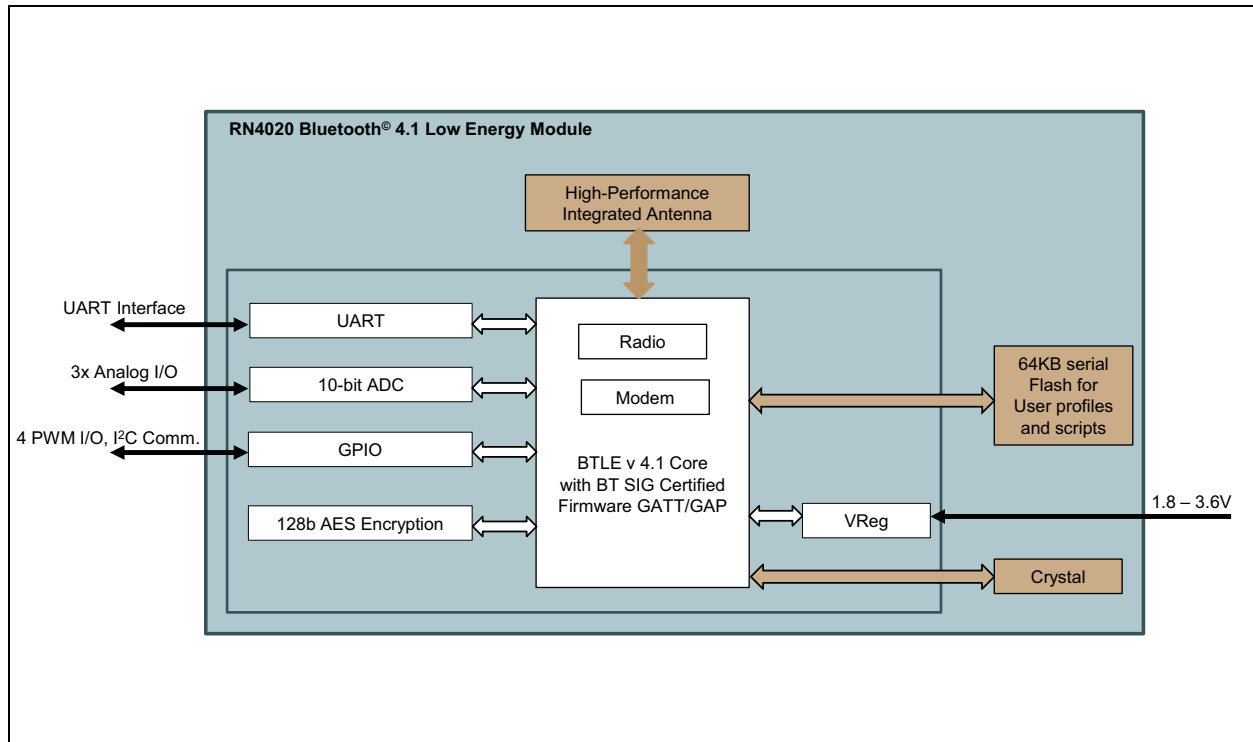 RN4020 Bluetooth© 4.1 Low Energy Module
High-Performance
Integrated Antenna
UART Interface
UART
Radio
3x Analog I/O
10-bit ADC
Modem
64KB serial
Flash for
User profiles
and scripts
4 PWM I/O, I²C Comm.
GPIO
BTLE v 4.1 Core
with BT SIG Certified
Firmware GATT/GAP
128b AES Encryption
VReg
1.8 – 3.6V
Crystal